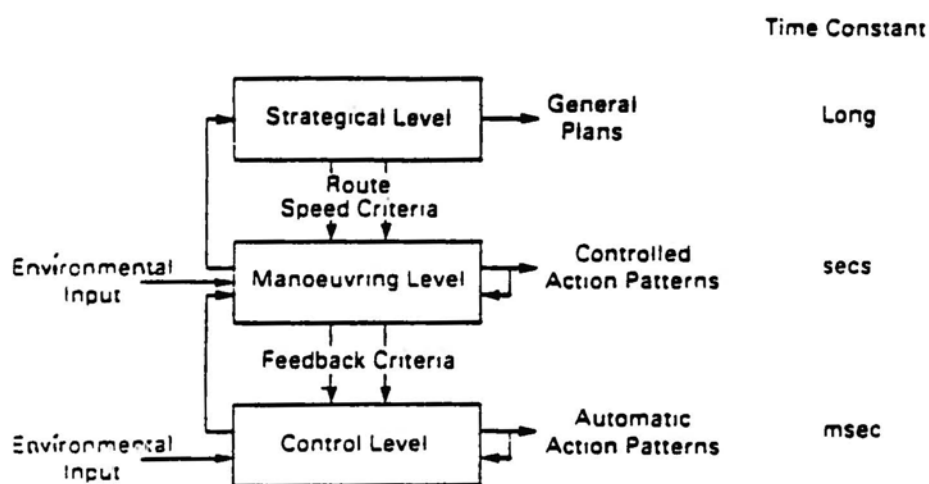 Time Constant
Strategical Level
General
Plans
Long
Route
Speed Criteria
Environmental
Input
Manoeuvring Level
Controlled
Action Patterns
secs
Feedback Criteria
Environmental
Input
Control Level
Automatic
Action Patterns
msec